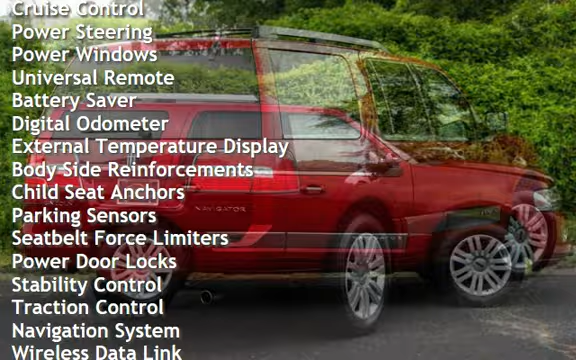 Cruise Control
Power Steering
Power Windows
Universal Remote
Battery Saver
Digital Odometer
External Temperature Display
Body Side Reinforcements
Child Seat Anchors
Parking Sensors
Seatbelt Force Limiters
Power Door Locks
Stability Control
Traction Control
Navigation System
Wireless Data Link
NAVIGATOR